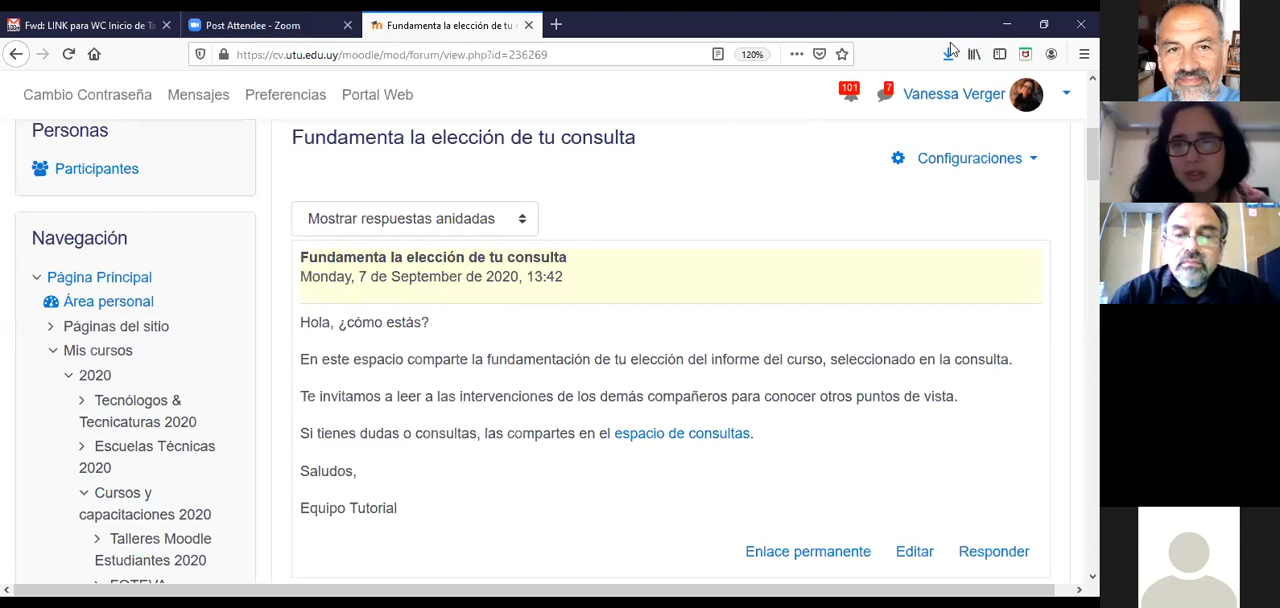 Fwd: LINK para WC Inicio de Ta
Post Attendee - Zoom
Fundamenta la elección de tu c
https://cv.utu.edu.uy/moodle/mod/forum/view.php?id=236269
120%
Cambio Contraseña Mensajes Preferencias Portal Web
101
7
Vanessa Verger
Personas
Participantes
Navegación
Página Principal
Área personal
Páginas del sitio
Mis cursos
2020
Tecnólogos &
Tecnicaturas 2020
Escuelas Técnicas
2020
Cursos y
capacitaciones 2020
Talleres Moodle
Estudiantes 2020
Fundamenta la elección de tu consulta
Configuraciones
Mostrar respuestas anidadas
Fundamenta la elección de tu consulta
Monday, 7 de September de 2020, 13:42
Hola, ¿cómo estás?
En este espacio comparte la fundamentación de tu elección del informe del curso, seleccionado en la consulta.
Te invitamos a leer a las intervenciones de los demás compañeros para conocer otros puntos de vista.
Si tienes dudas o consultas, las compartes en el espacio de consultas.
Saludos,
Equipo Tutorial
Enlace permanente Editar Responder